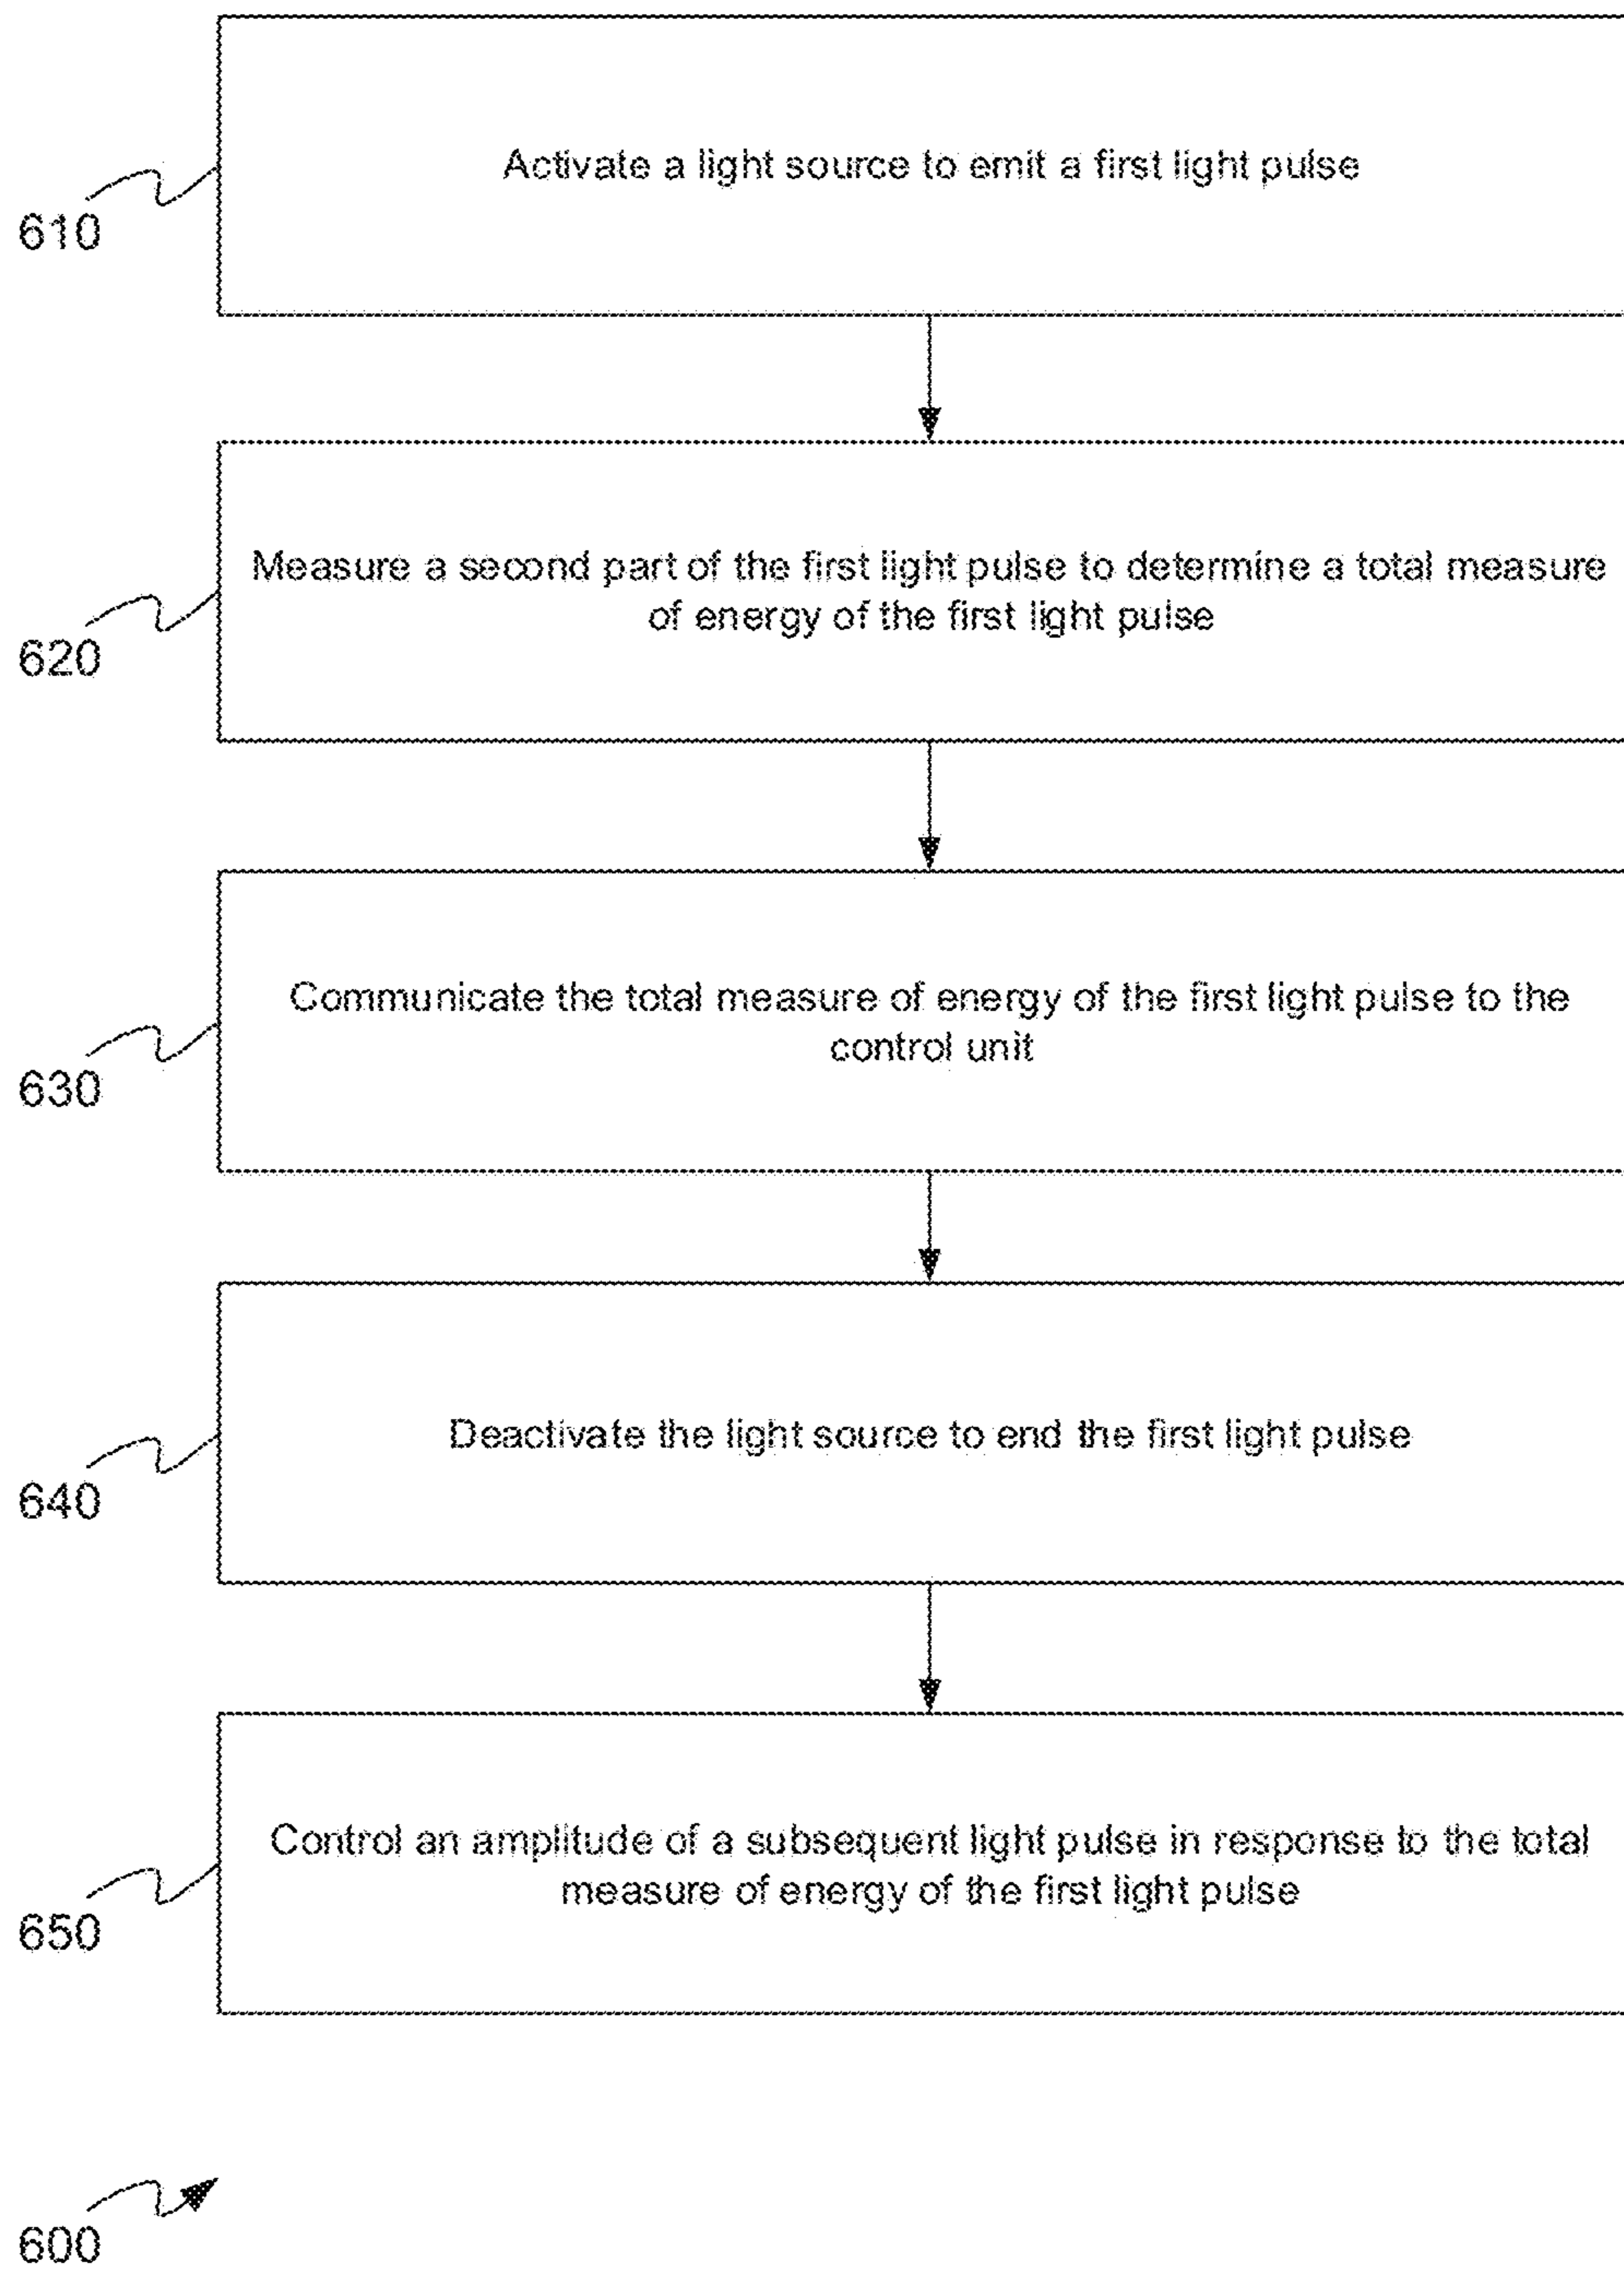 Activate a light source to emit a first light pulse
610
Measure a second part of the first light pulse to determine a total measure
of energy of the first light pulse
620
Communicate the total measure of energy of the first light pulse to the
control unit
630
Deactivate the light source to end the first light pulse
640
Control an amplitude of a subsequent light pulse in response to the total
measure of energy of the first light pulse
650
600